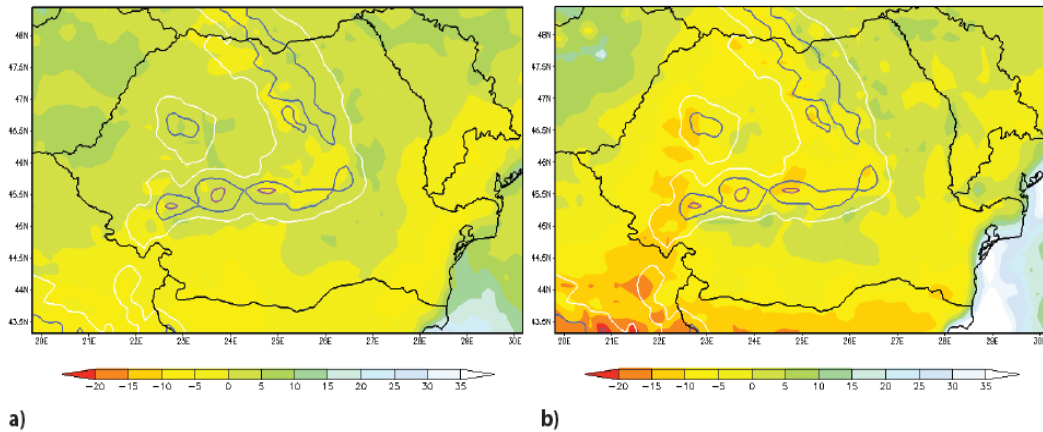 48N
47.5N
47N
46.5N
46N
45.5N
45N
44.5N
44N
43.5N
20E 21E 22E 23E 24E 25E 26E 27E 28E 29E 30E
−20 −15 −10 −5 0 5 10 15 20 25 30 35
a)
48N
47.5N
47N
46.5N
46N
45.5N
45N
44.5N
44N
43.5N
20E 21E 22E 23E 24E 25E 26E 27E 28E 29E 30
−20 −15 −10 −5 0 5 10 15 20 25 30 35
b)